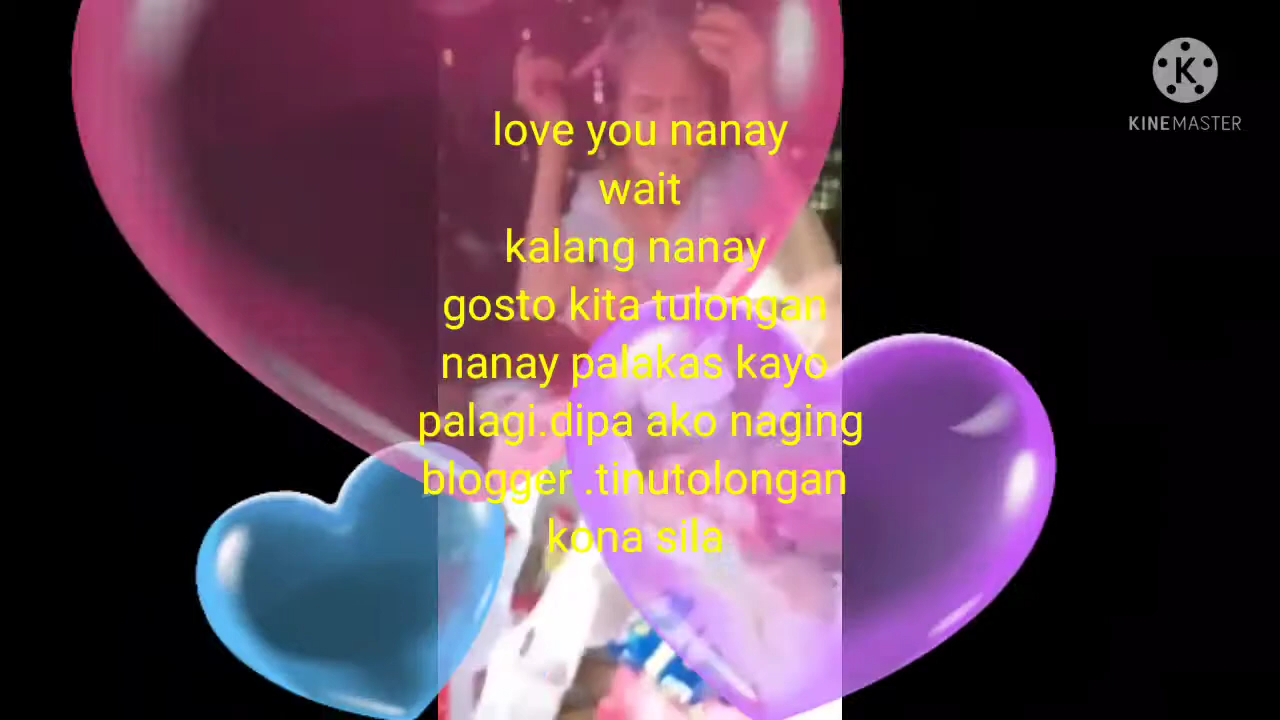 love you nanay
wait
kalang nanay
gosto kita tulongan
nanay palakas kayo
palagi.dipa ako naging
blogger .tinutolongan
kona sila
K
KINEMASTER